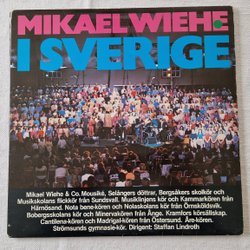 MIKAEL WIEHE
I SVERIGE
Mikael Wiehe & Co. Mousiké, Selångers döttrar, Bergsåkers skolkör och
Musikskolans flickkör från Sundsvall. Musiklinjens kör och Kammarkören från
Härnösand. Nota bene-kören och Nolaskolans kör från Örnsköldsvik.
Bobergsskolans kör och Minervakören från Ånge. Kramfors körsällskap.
Cantilena-kören och Madrigal-kören från Östersund. Åre-kören.
Strömsunds gymnasie-kör. Dirigent: Staffan Lindroth